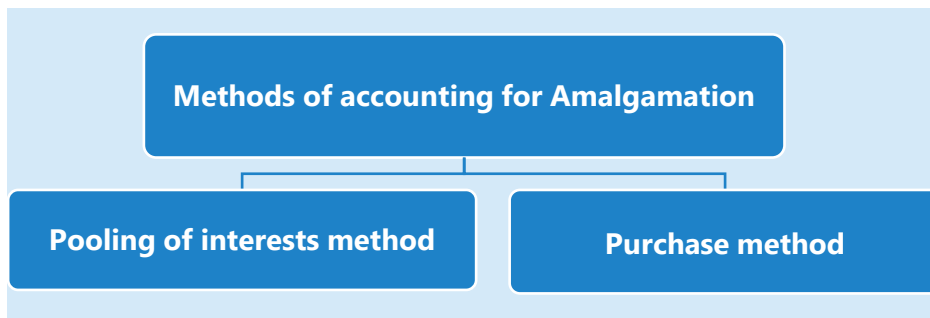 Methods of accounting for Amalgamation
Pooling of interests method
Purchase method